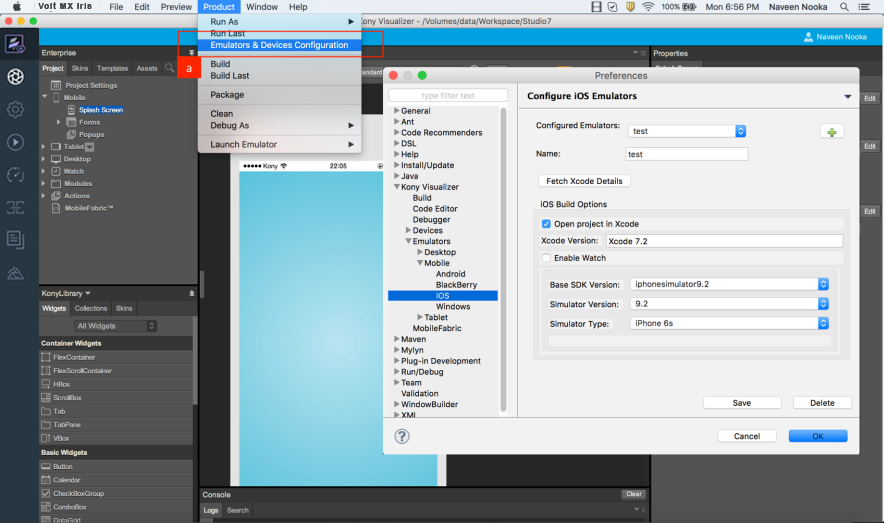 Voit MX Iris File Edit Preview Product Window Help 100% Mon 6:56 PM Naveen Nooka
Kony Visualizer - /Volumes/data/Workspace/Studio7
Naveen Nooka
Run As
Run Last
Emulators & Devices Configuration
a
Build
Build Last
Package
Clean
Debug As
Launch Emulator
Enterprise
Project Skins Templates Assets
Project Settings
Mobile
Splash Screen
Forms
Popups
Tablet
Desktop
Watch
Modules
Actions
MobileFabric™
KonyLibrary
Widgets Collections Skins
All Widgets
Container Widgets
FlexContainer
FlexScrollContainer
HBox
ScrollBox
Tab
TabPane
VBox
Basic Widgets
Button
Calendar
CheckBoxGroup
ComboBox
DataGrid
Kony 22:05
Console
Clear
Logs Search
Properties
Splash Screen
Edit
Edit
Edit
Preferences
type filter text
General
Ant
Code Recommenders
DSL
Help
Install/Update
Java
Kony Visualizer
Build
Code Editor
Debugger
Devices
Emulators
Desktop
Mobile
Android
BlackBerry
iOS
Windows
Tablet
MobileFabric
Maven
Mylyn
Plug-in Development
Run/Debug
Team
Validation
WindowBuilder
XML
Configure iOS Emulators
Configured Emulators: test
Name: test
Fetch Xcode Details
iOS Build Options
Open project in Xcode
Xcode Version: Xcode 7.2
Enable Watch
Base SDK Version: iphonesimulator9.2
Simulator Version: 9.2
Simulator Type: iPhone 6s
Save Delete
Cancel OK